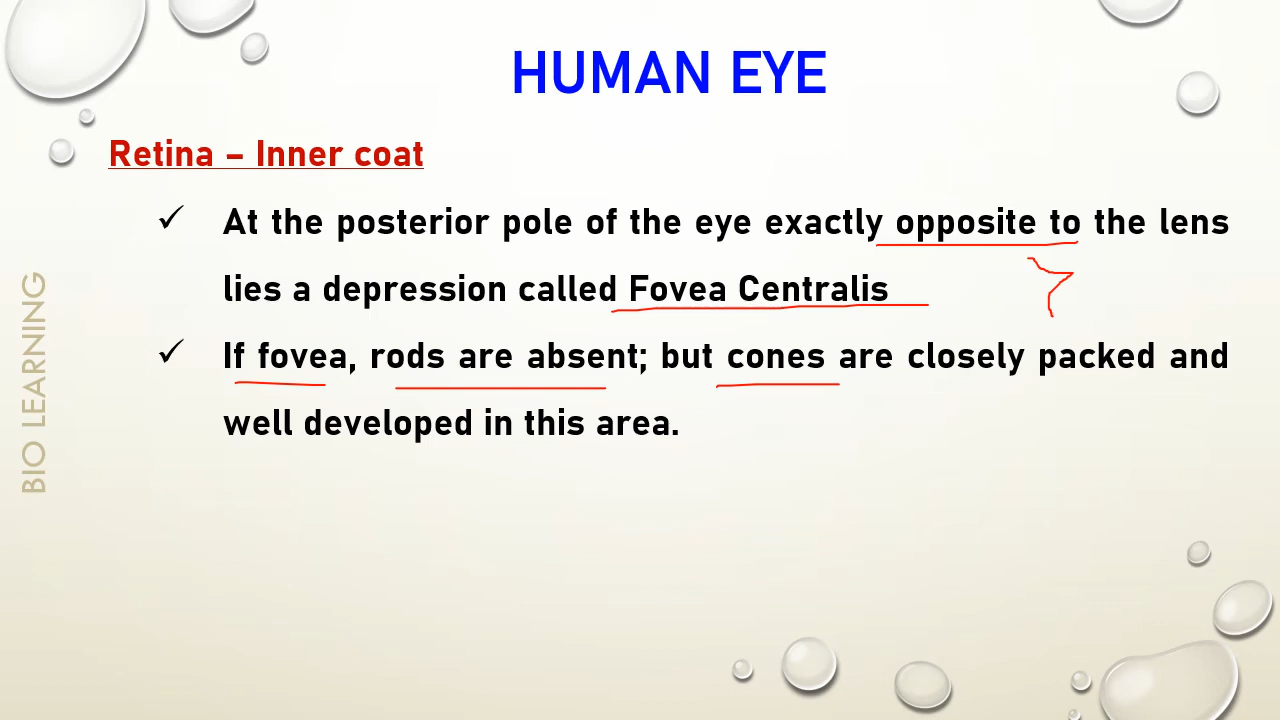 HUMAN EYE
Retina – Inner coat
✓ At the posterior pole of the eye exactly opposite to the lens
lies a depression called Fovea Centralis
✓ If fovea, rods are absent; but cones are closely packed and
well developed in this area.
BIO LEARNING